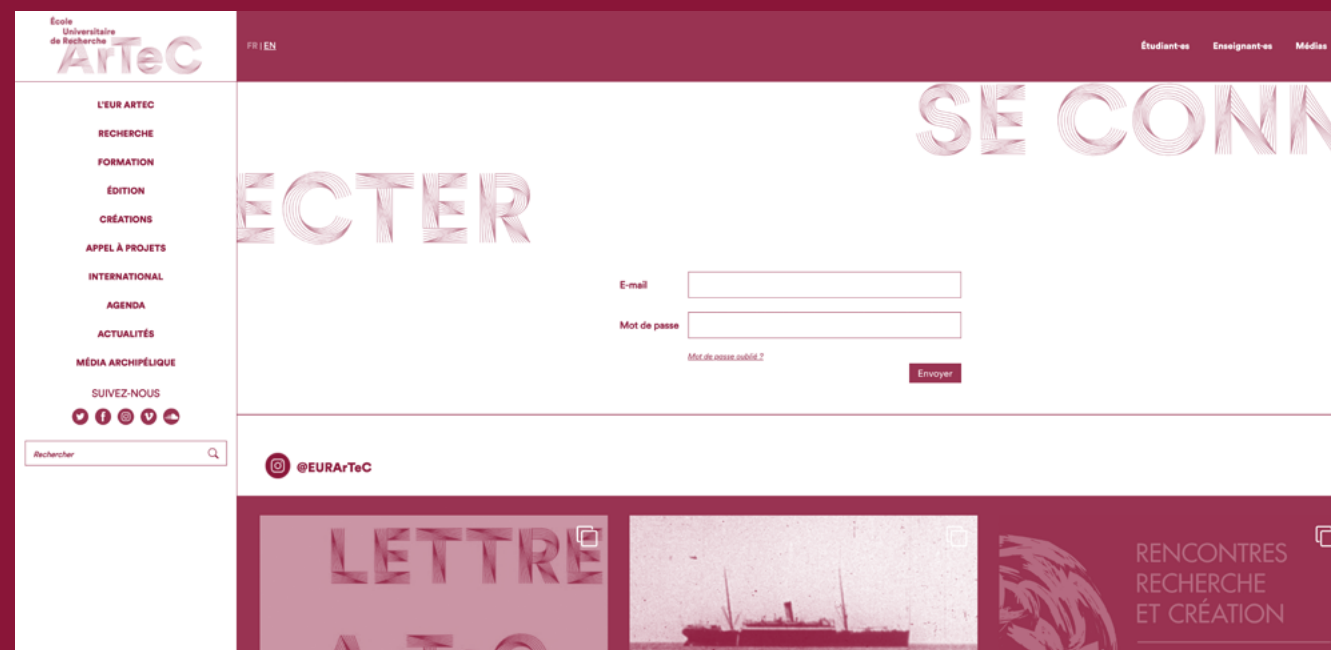 École
Universitaire
de Recherche
ArTeC
FR | EN
Étudiant·es Enseignant·es Médias
L'EUR ARTEC
RECHERCHE
FORMATION
ÉDITION
CRÉATIONS
APPEL À PROJETS
INTERNATIONAL
AGENDA
ACTUALITÉS
MÉDIA ARCHIPÉLIQUE
SUIVEZ-NOUS
Rechercher
SE CONN
ECTER
E-mail
Mot de passe
Mot de passe oublié ?
Envoyer
@EURArTeC
LETTRE
RENCONTRES
RECHERCHE
ET CRÉATION